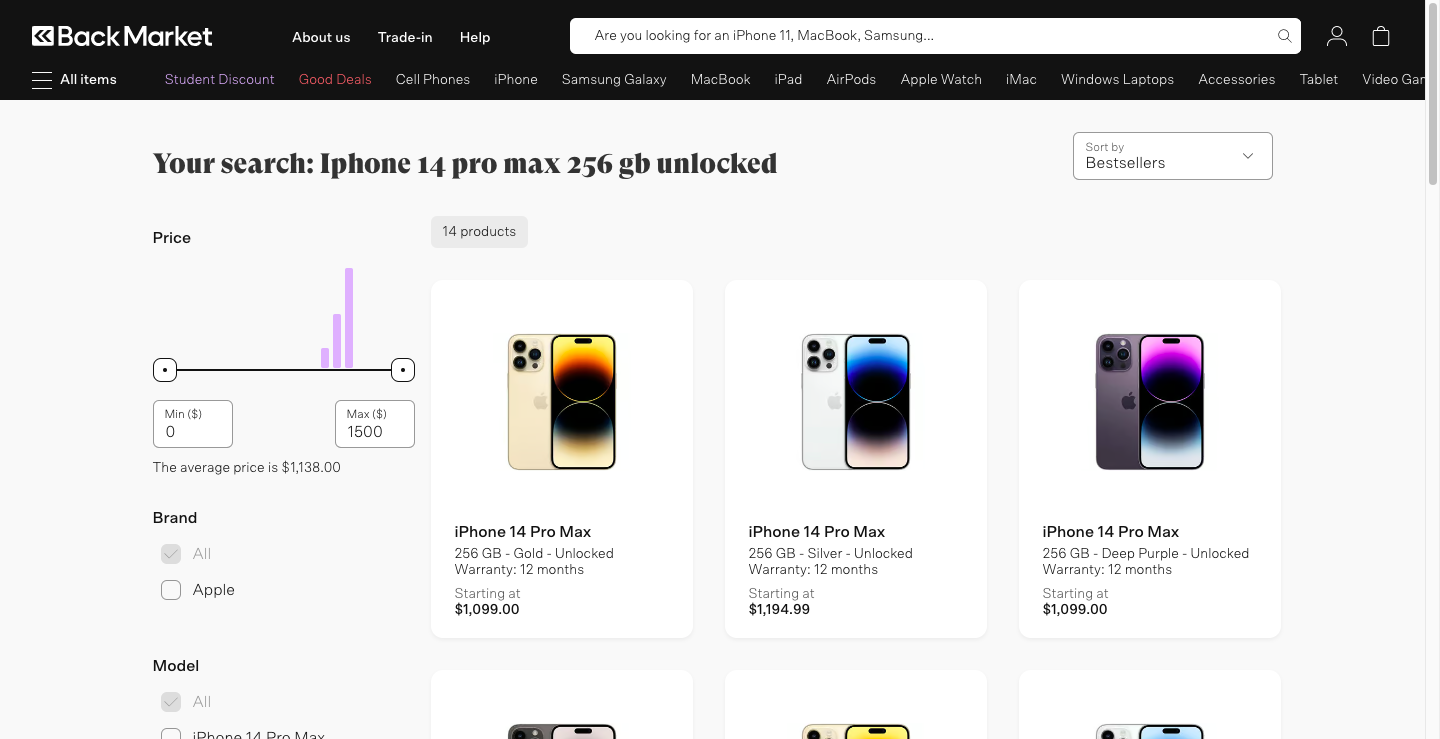 Back Market
About us
Trade-in
Help
Are you looking for an iPhone 11, MacBook, Samsung...
All items
Student Discount
Good Deals
Cell Phones
iPhone
Samsung Galaxy
MacBook
iPad
AirPods
Apple Watch
iMac
Windows Laptops
Accessories
Tablet
Video Gam
Your search: Iphone 14 pro max 256 gb unlocked
Sort by
Bestsellers
Price
14 products
Min ($)
0
Max ($)
1500
The average price is $1,138.00
Brand
All
Apple
Model
All
iPhone 14 Pro Max
iPhone 14 Pro Max
256 GB - Gold - Unlocked
Warranty: 12 months
Starting at
$1,099.00
iPhone 14 Pro Max
256 GB - Silver - Unlocked
Warranty: 12 months
Starting at
$1,194.99
iPhone 14 Pro Max
256 GB - Deep Purple - Unlocked
Warranty: 12 months
Starting at
$1,099.00